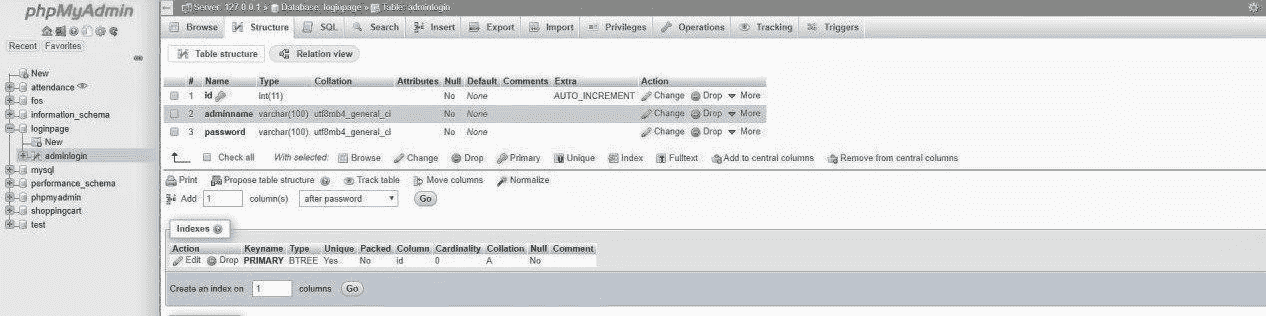 phpMyAdmin
Recent Favorites
New
attendance
fos
information_schema
loginpage
New
adminlogin
mysql
performance_schema
phpmyadmin
shoppingcart
test
Server: 127.0.0.1 » Database: loginpage » Table: adminlogin
Browse Structure SQL Search Insert Export Import Privileges Operations Tracking Triggers
Table structure Relation view
# Name Type Collation Attributes Null Default Comments Extra Action
1 id int(11) No None AUTO_INCREMENT Change Drop More
2 adminname varchar(100) utf8mb4_general_ci No None Change Drop More
3 password varchar(100) utf8mb4_general_ci No None Change Drop More
Check all With selected: Browse Change Drop Primary Unique Index Fulltext Add to central columns Remove from central columns
Print Propose table structure Track table Move columns Normalize
Add 1 column(s) after password Go
Indexes
Action Keyname Type Unique Packed Column Cardinality Collation Null Comment
Edit Drop PRIMARY BTREE Yes No id 0 A No
Create an index on 1 columns Go